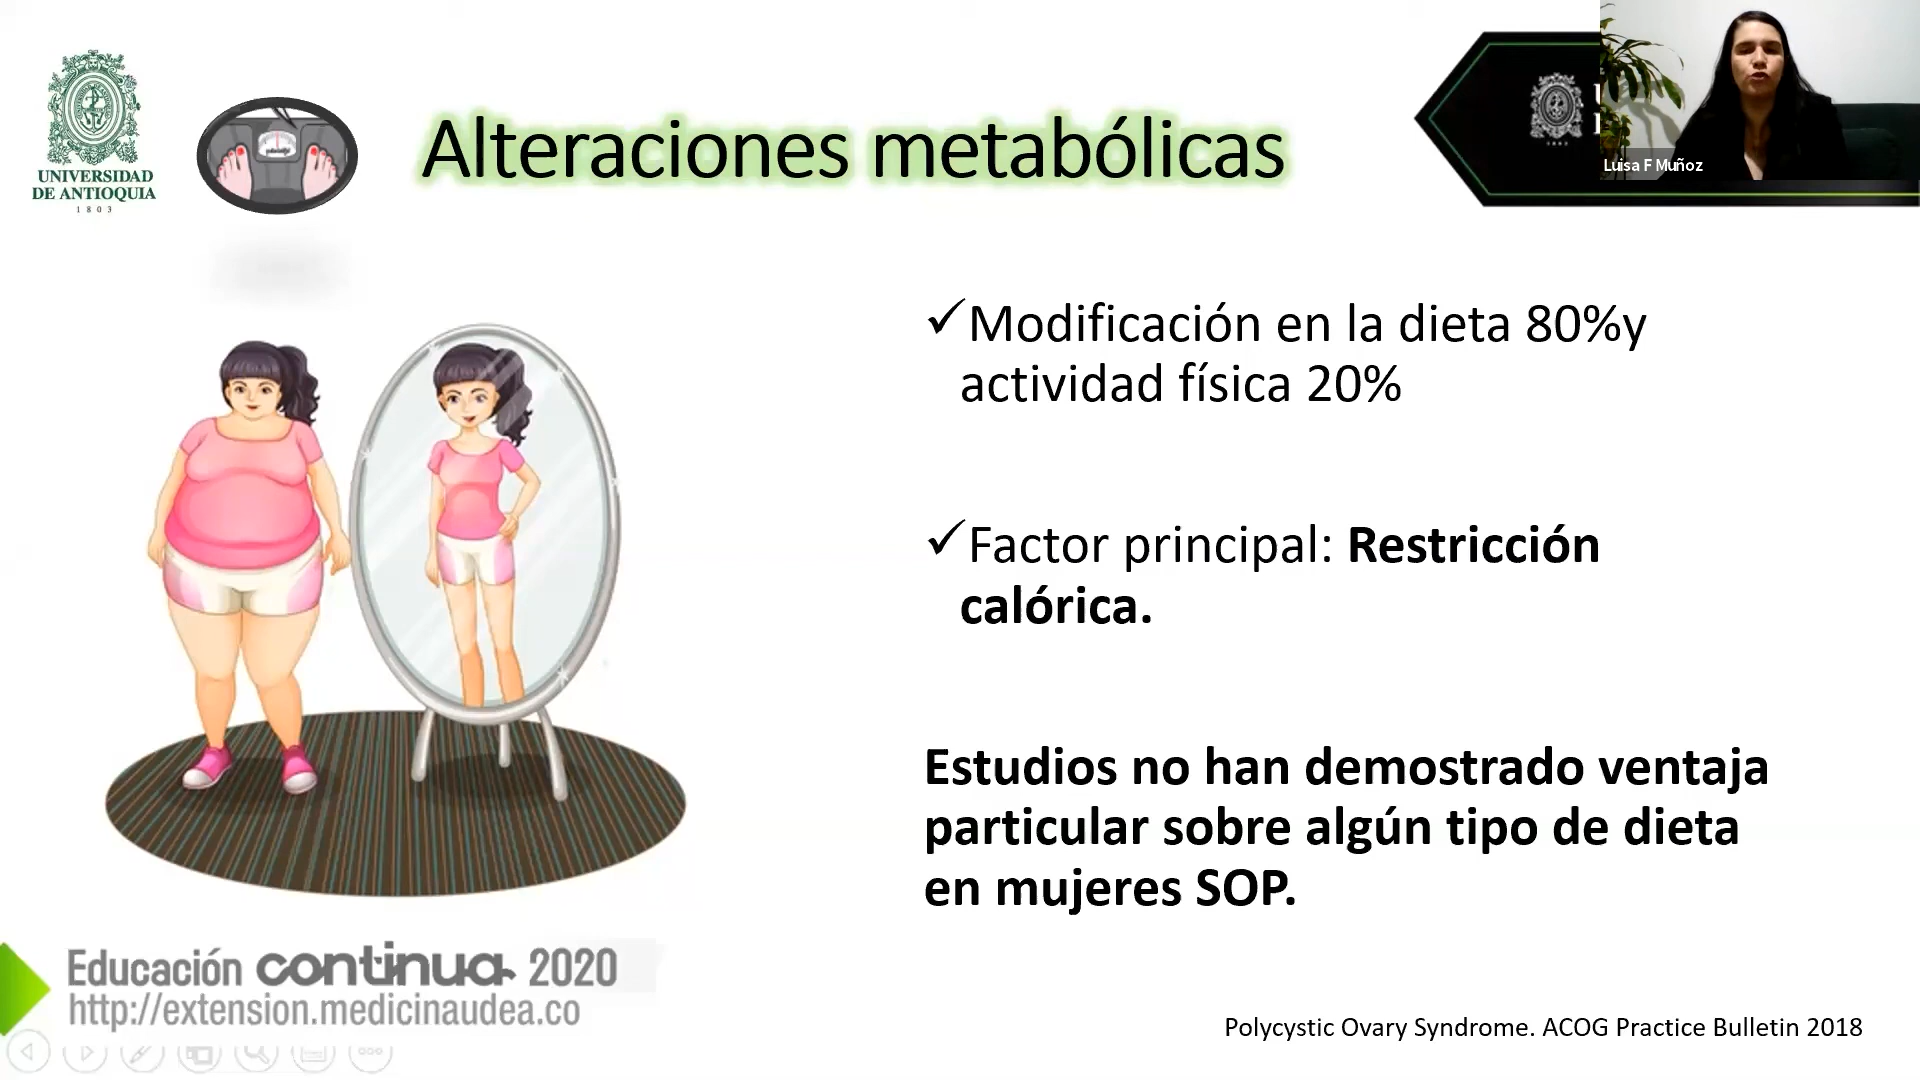 UNIVERSIDAD
DE ANTIOQUIA
1803
Alteraciones metabólicas
Luisa F Muñoz
✓Modificación en la dieta 80%y
actividad física 20%
✓Factor principal: Restricción
calórica.
Estudios no han demostrado ventaja
particular sobre algún tipo de dieta
en mujeres SOP.
Educación continua 2020
http://extension.medicinaudea.co
Polycystic Ovary Syndrome. ACOG Practice Bulletin 2018